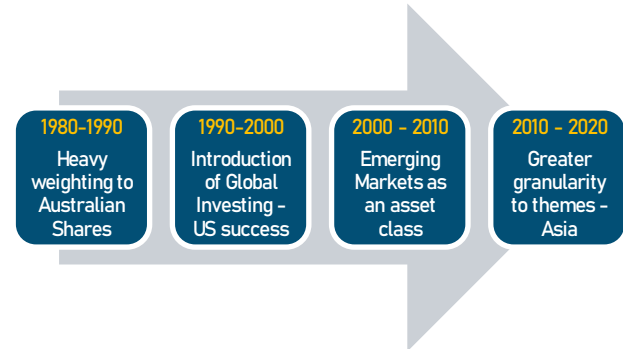 1980-1990
Heavy
weighting to
Australian
Shares
1990-2000
Introduction
of Global
Investing -
US success
2000 - 2010
Emerging
Markets as
an asset
class
2010 - 2020
Greater
granularity
to themes -
Asia